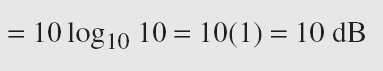 = 10 log₁₀ 10 = 10(1) = 10 dB